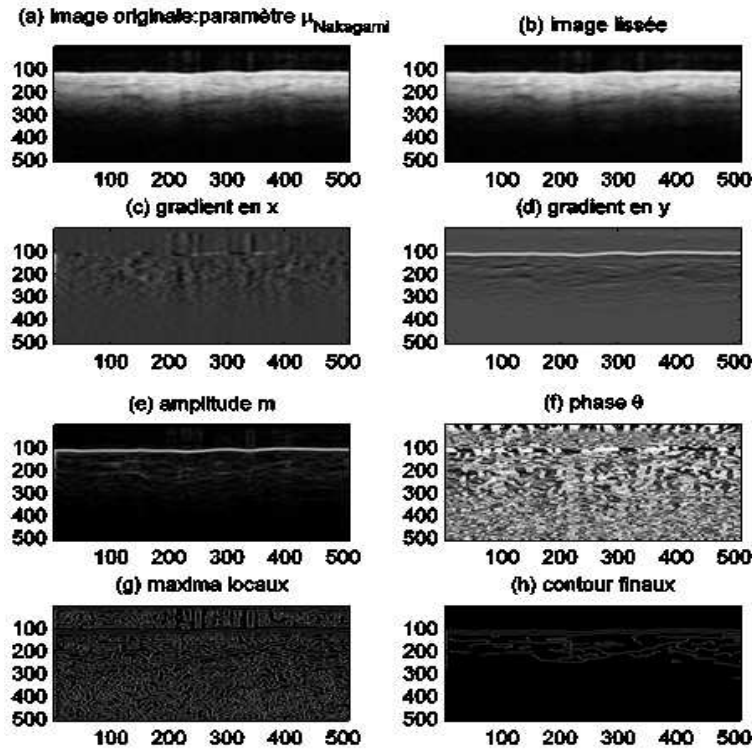 (a) image originale:paramètre μNakagami
(b) image lissée
100
200
300
400
500
100 200 300 400 500
100
200
300
400
500
100 200 300 400 500
(c) gradient en x
(d) gradient en y
100
200
300
400
500
100 200 300 400 500
100
200
300
400
500
100 200 300 400 500
(e) amplitude m
(f) phase θ
100
200
300
400
500
100 200 300 400 500
100
200
300
400
500
100 200 300 400 500
(g) maxima locaux
(h) contour finaux
100
200
300
400
500
100 200 300 400 500
100
200
300
400
500
100 200 300 400 500